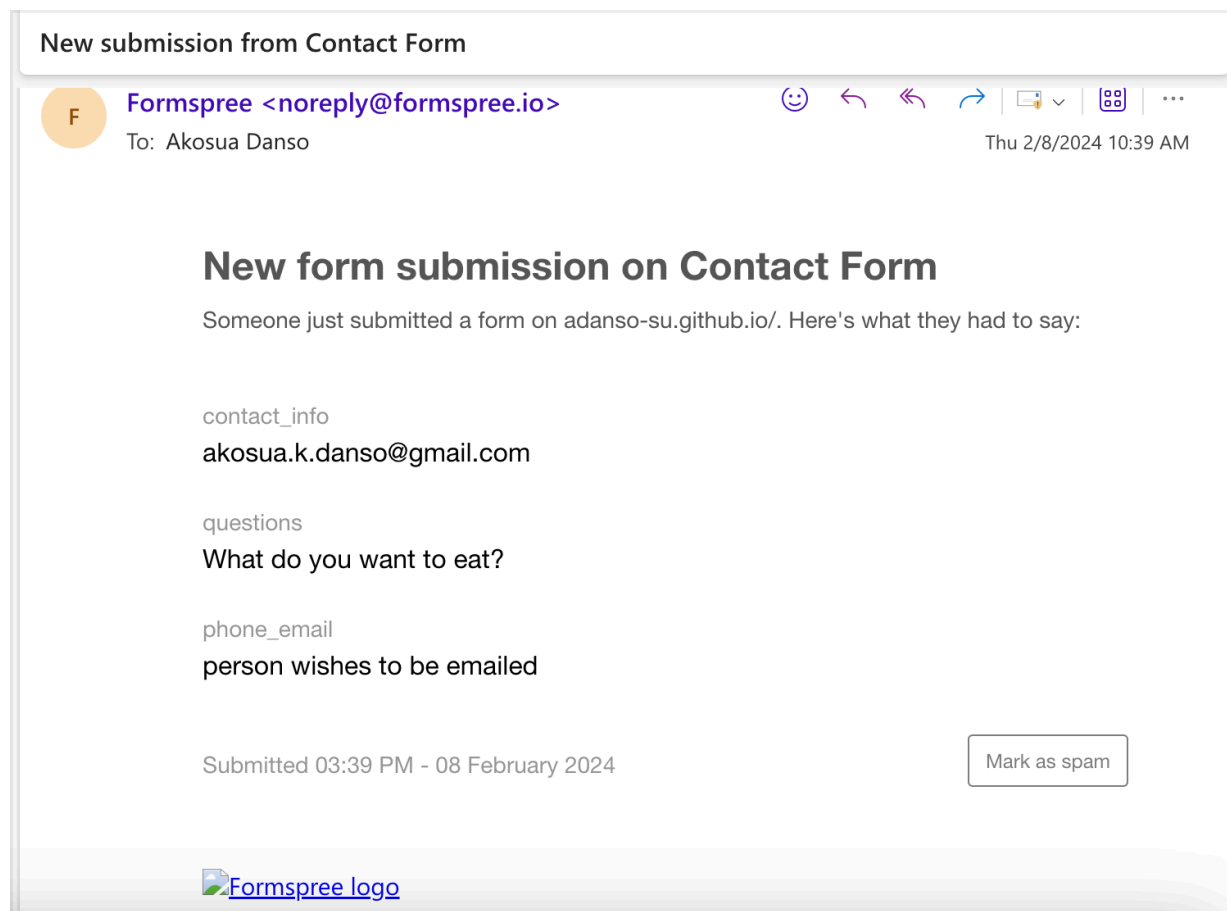 New submission from Contact Form
F
Formspree <noreply@formspree.io>
To: Akosua Danso
Thu 2/8/2024 10:39 AM
New form submission on Contact Form
Someone just submitted a form on adanso-su.github.io/. Here's what they had to say:
contact_info
akosua.k.danso@gmail.com
questions
What do you want to eat?
phone_email
person wishes to be emailed
Submitted 03:39 PM - 08 February 2024
Mark as spam
Formspree logo